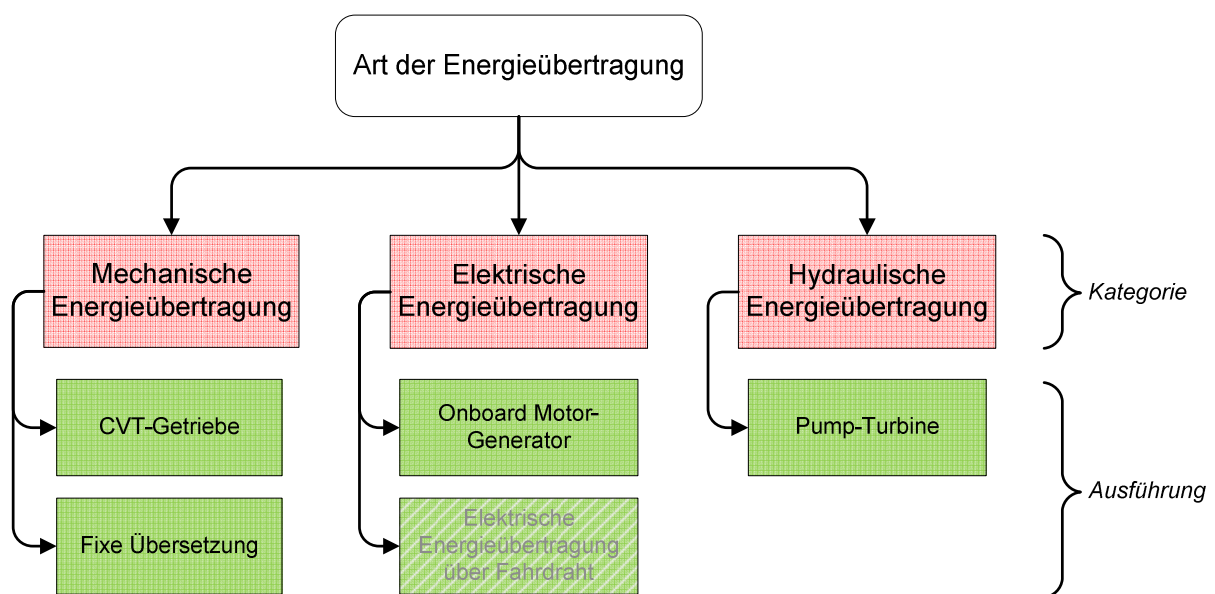 Art der Energieübertragung
Mechanische
Energieübertragung
Elektrische
Energieübertragung
Hydraulische
Energieübertragung
Kategorie
CVT-Getriebe
Onboard Motor-
Generator
Pump-Turbine
Ausführung
Fixe Übersetzung
Elektrische
Energieübertragung
über Fahrdraht